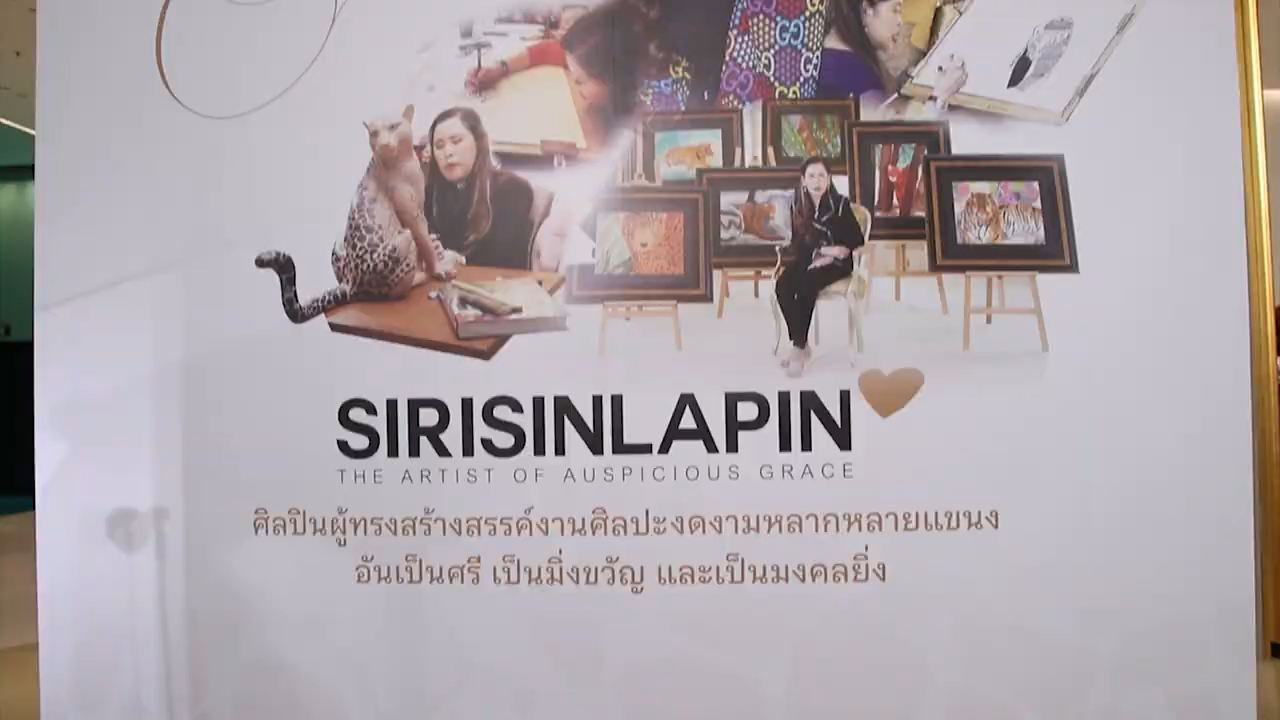 SIRISINLAPIN
THE ARTIST OF AUSPICIOUS GRACE
ศิลปินผู้ทรงสร้างสรรค์งานศิลปะงดงามหลากหลายแขนง
อันเป็นศรี เป็นมิ่งขวัญ และเป็นมงคลยิ่ง